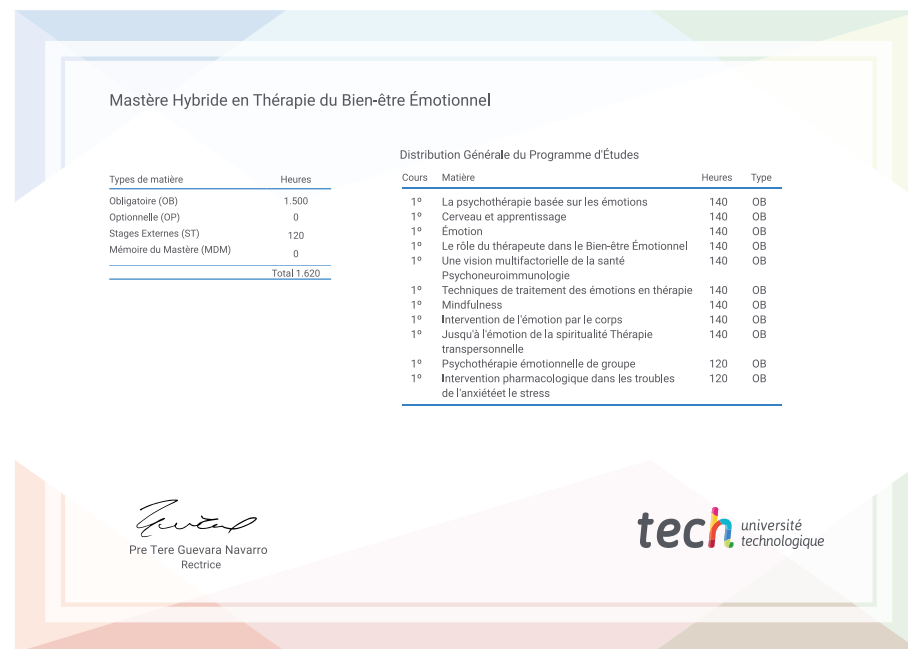 Mastère Hybride en Thérapie du Bien-être Émotionnel
Types de matière Heures
Obligatoire (OB) 1.500
Optionnelle (OP) 0
Stages Externes (ST) 120
Mémoire du Mastère (MDM) 0
Total 1.620
Distribution Générale du Programme d'Études
Cours Matière Heures Type
1º La psychothérapie basée sur les émotions 140 OB
1º Cerveau et apprentissage 140 OB
1º Émotion 140 OB
1º Le rôle du thérapeute dans le Bien-être Émotionnel 140 OB
1º Une vision multifactorielle de la santé 140 OB
Psychoneuroimmunologie
1º Techniques de traitement des émotions en thérapie 140 OB
1º Mindfulness 140 OB
1º Intervention de l'émotion par le corps 140 OB
1º Jusqu'à l'émotion de la spiritualité Thérapie 140 OB
transpersonnelle
1º Psychothérapie émotionnelle de groupe 120 OB
1º Intervention pharmacologique dans les troubles 120 OB
de l'anxiétéet le stress
Pre Tere Guevara Navarro
Rectrice
tech université
technologique